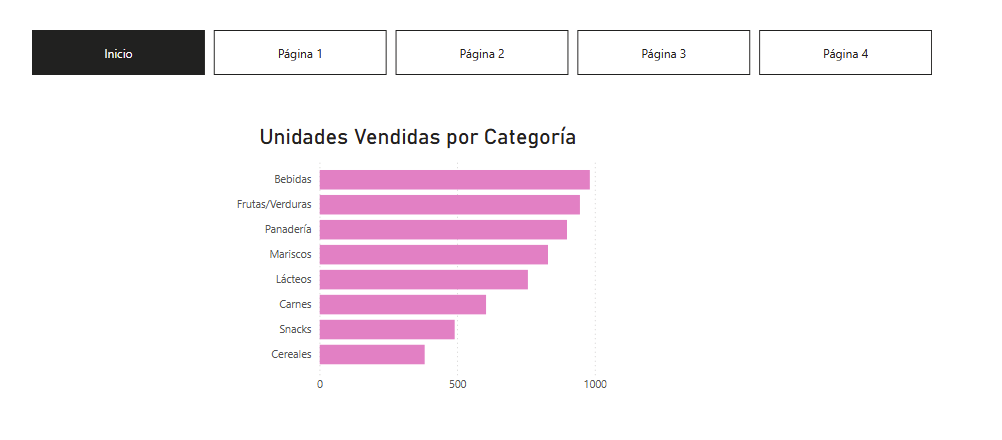 Inicio
Página 1
Página 2
Página 3
Página 4
Unidades Vendidas por Categoría
Bebidas
Frutas/Verduras
Panadería
Mariscos
Lácteos
Carnes
Snacks
Cereales
0 500 1000